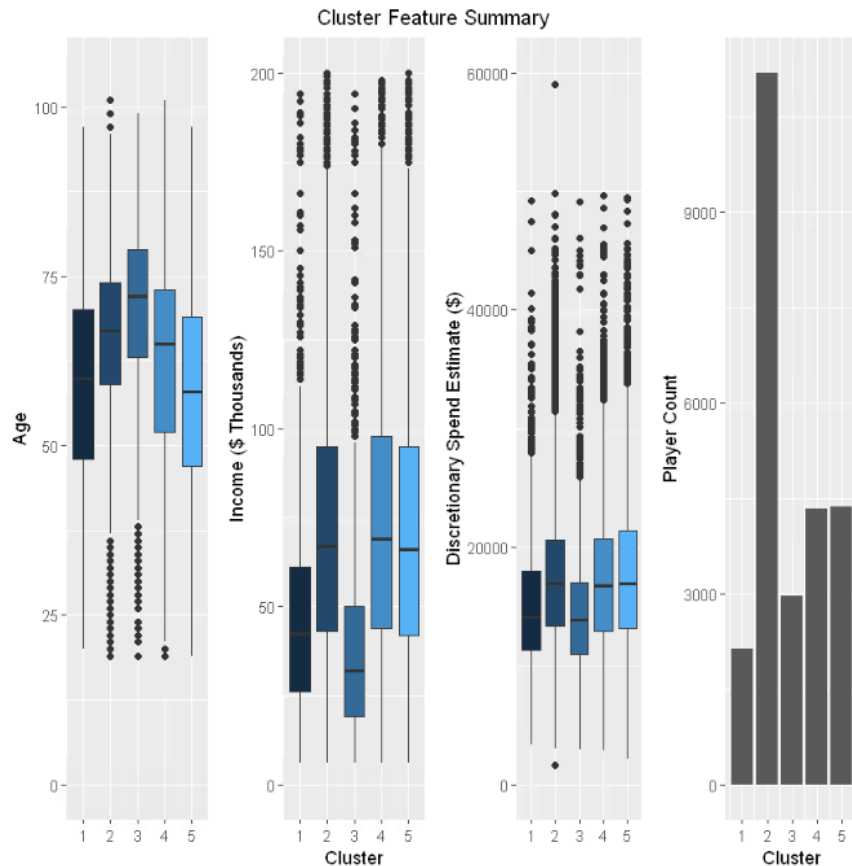 Cluster Feature Summary
Age
100
75
50
25
0
1 2 3 4 5
Income ($ Thousands)
200
150
100
50
0
1 2 3 4 5
Cluster
Discretionary Spend Estimate ($)
60000
40000
20000
0
1 2 3 4 5
Player Count
9000
6000
3000
0
1 2 3 4 5
Cluster